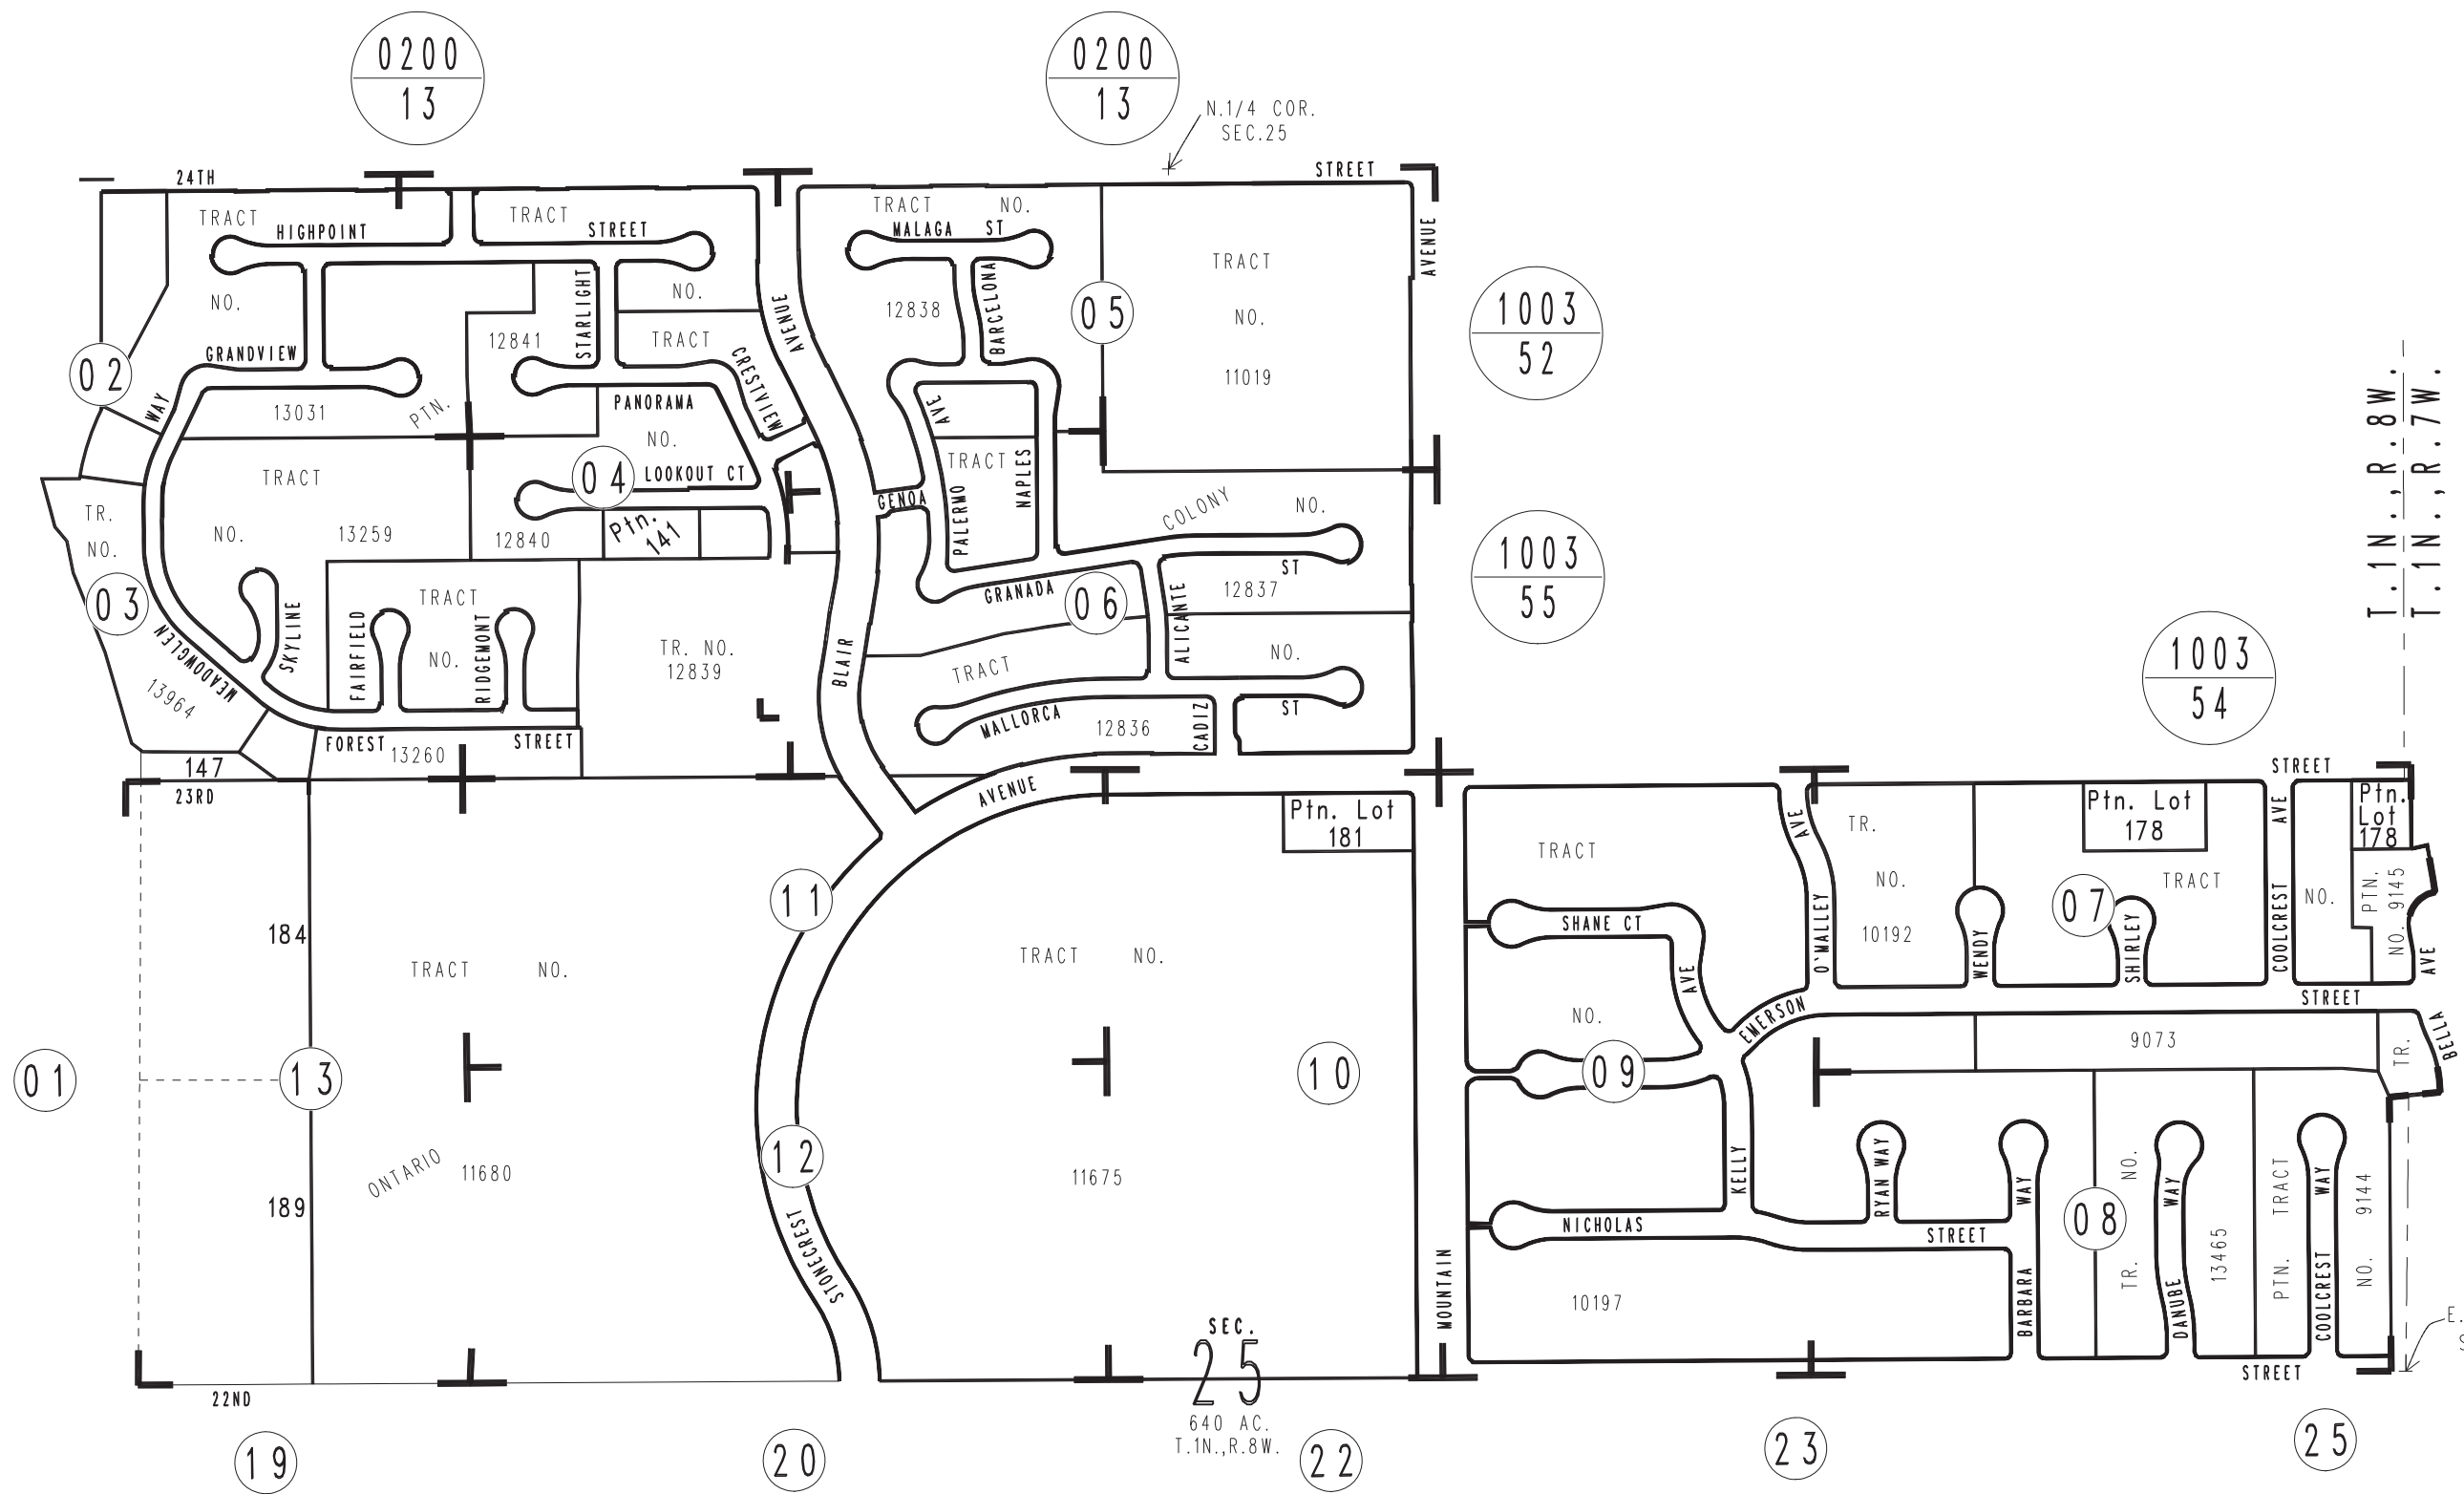 0200
13
0200
13
N.1/4 COR.
SEC.25
24TH
STREET
TRACT
HIGHPOINT
TRACT
STREET
TRACT NO.
MALAGA ST
AVENUE
TRACT
NO.
11019
NO.
NO.
STARLIGHT
AVENUE
12838
BARCELONA
05
1003
52
02
GRANDVIEW
12841
TRACT
CRESTVIEW
WAY
13031
PTN.
PANORAMA
AVE
NO.
TRACT
04
LOOKOUT CT
TRACT
NAPLES
GENOA
PALERMO
COLONY
NO.
TR.
NO.
NO.
13259
12840
Ptn.
141
ST
1003
55
T.1N.,R.8W.
T.1N.,R.7W.
03
TRACT
NO.
FAIRFIELD
RIDGEMONT
SKYLINE
MEADOWGLEN
13964
TR. NO.
12839
BLAIR
GRANADA
06
ALICANTE
12837
TRACT
NO.
MALLORCA
12836
CADIZ
ST
1003
54
FOREST
13260
STREET
147
23RD
AVENUE
Ptn. Lot
181
STREET
TRACT
AVE
TR.
Ptn. Lot
178
AVE
Ptn.
Lot
178
11
184
TRACT NO.
TRACT NO.
SHANE CT
AVE
O'MALLEY
NO.
10192
WENDY
07
SHIRLEY
TRACT
COOLCREST
NO.
PTN.
NO. 9145
AVE
NO.
EMERSON
STREET
9073
TR.
BELLA
01
13
10
09
12
ONTARIO
11680
189
11675
KELLY
RYAN WAY
WAY
08
NO.
TR.
WAY
TRACT
PTN.
WAY
9144
NO.
NICHOLAS
STREET
13465
STONECREST
MOUNTAIN
10197
BARBARA
DANUBE
COOLCREST
E.
22ND
SEC.
25
640 AC.
T.1N.,R.8W.
STREET
19
20
22
23
25